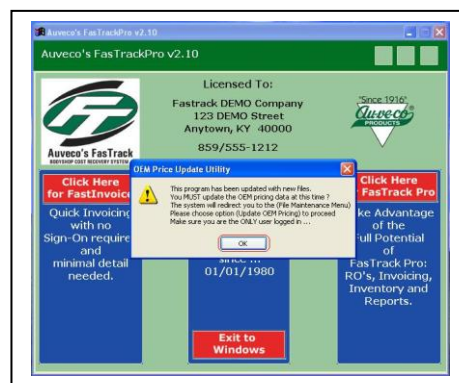 Auveco's FasTrackPro v2.10
Auveco's FasTrackPro v2.10
Licensed To:
Fastrack DEMO Company
123 DEMO Street
Anytown, KY 40000
859/555-1212
Auveco's FasTrack
BODYSHOP COST RECOVERY SYSTEM
"Since 1916"
Auveco
PRODUCTS
OEM Price Update Utility
This program has been updated with new files.
You MUST update the OEM pricing data at this time ?
The system will redirect you to the (File Maintenance Menu)
Please choose option (Update OEM Pricing) to proceed
Make sure you are the ONLY user logged in ...
OK
Click Here
for FastInvoice
Quick Invoicing
with no
Sign-On require
and
minimal detail
needed.
since ...
01/01/1980
Exit to
Windows
Click Here
FasTrack Pro
ke Advantage
of the
Full Potential
of
FasTrack Pro:
RO's, Invoicing,
Inventory and
Reports.